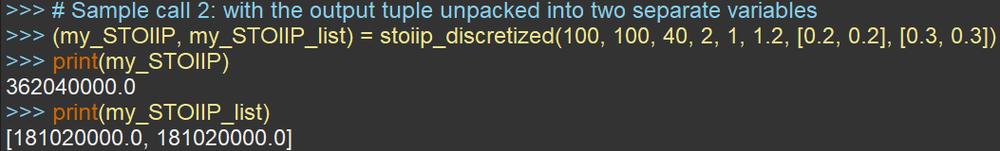 >>> # Sample call 2: with the output tuple unpacked into two separate variables
>>> (my_STOIIP, my_STOIIP_list) = stoiip_discretized(100, 100, 40, 2, 1, 1.2, [0.2, 0.2], [0.3, 0.3])
>>> print(my_STOIIP)
362040000.0
>>> print(my_STOIIP_list)
[181020000.0, 181020000.0]